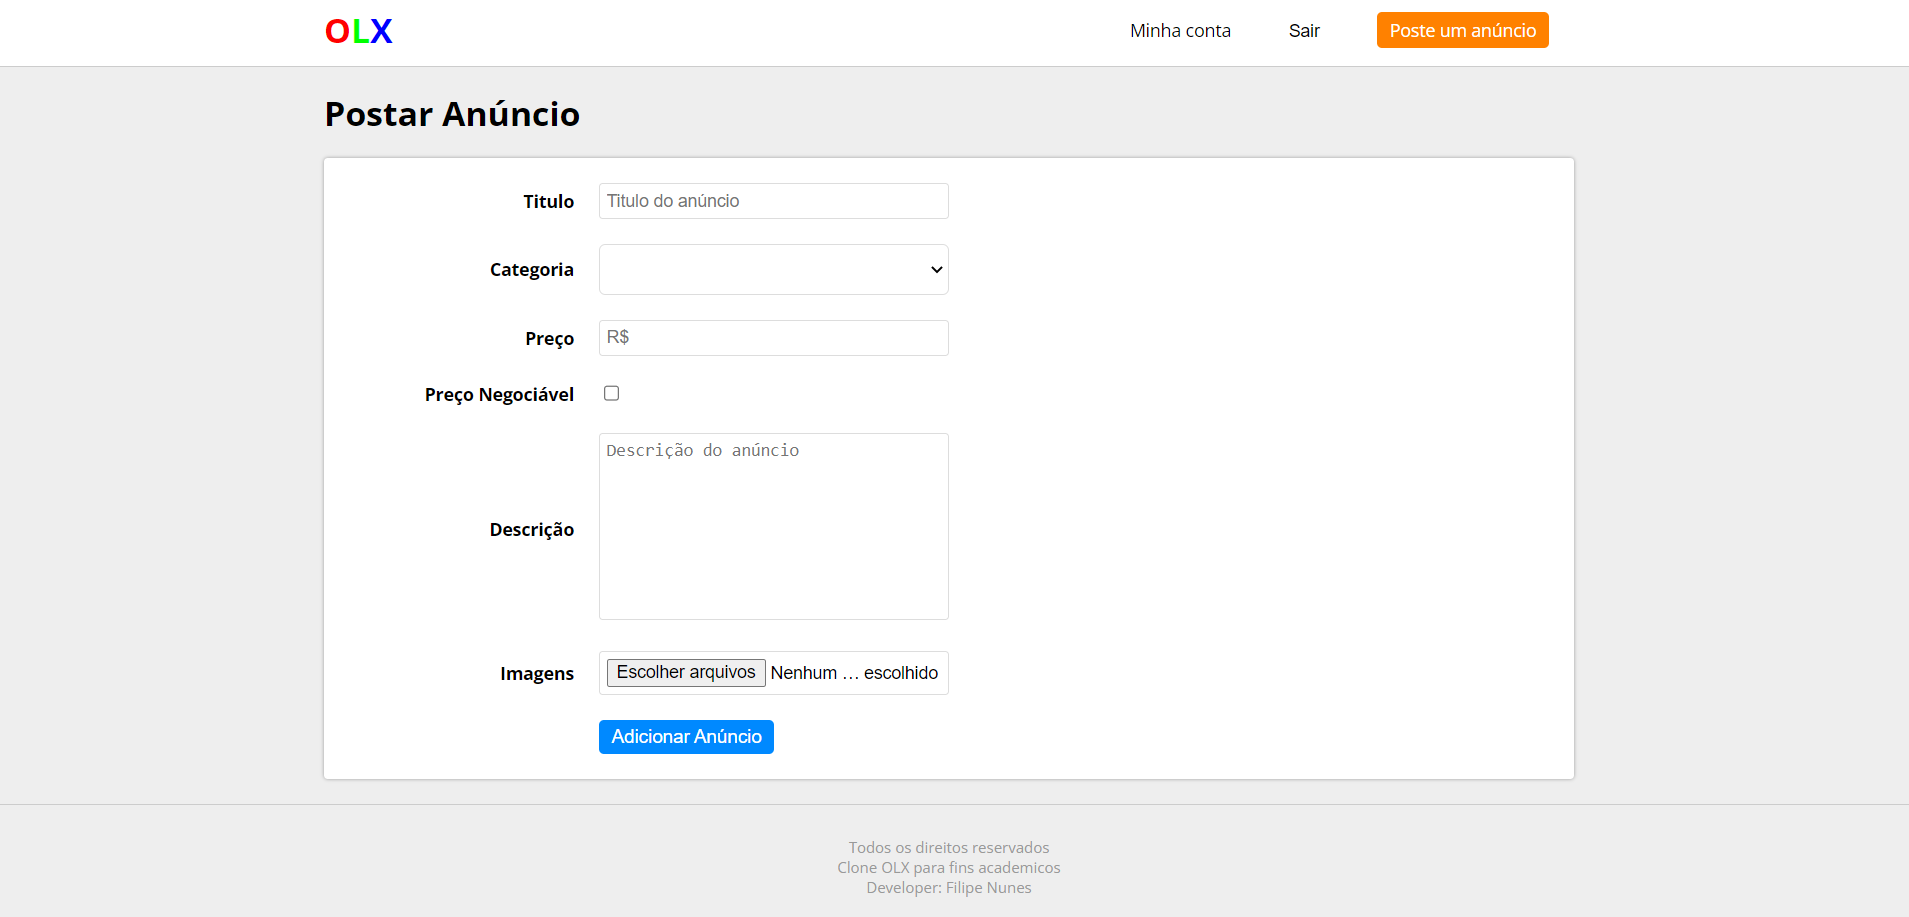 OLX
Minha conta
Sair
Poste um anúncio
Postar Anúncio
Titulo
Titulo do anúncio
Categoria
Preço
R$
Preço Negociável
Descrição do anúncio
Descrição
Imagens
Escolher arquivos Nenhum … escolhido
Adicionar Anúncio
Todos os direitos reservados
Clone OLX para fins academicos
Developer: Filipe Nunes